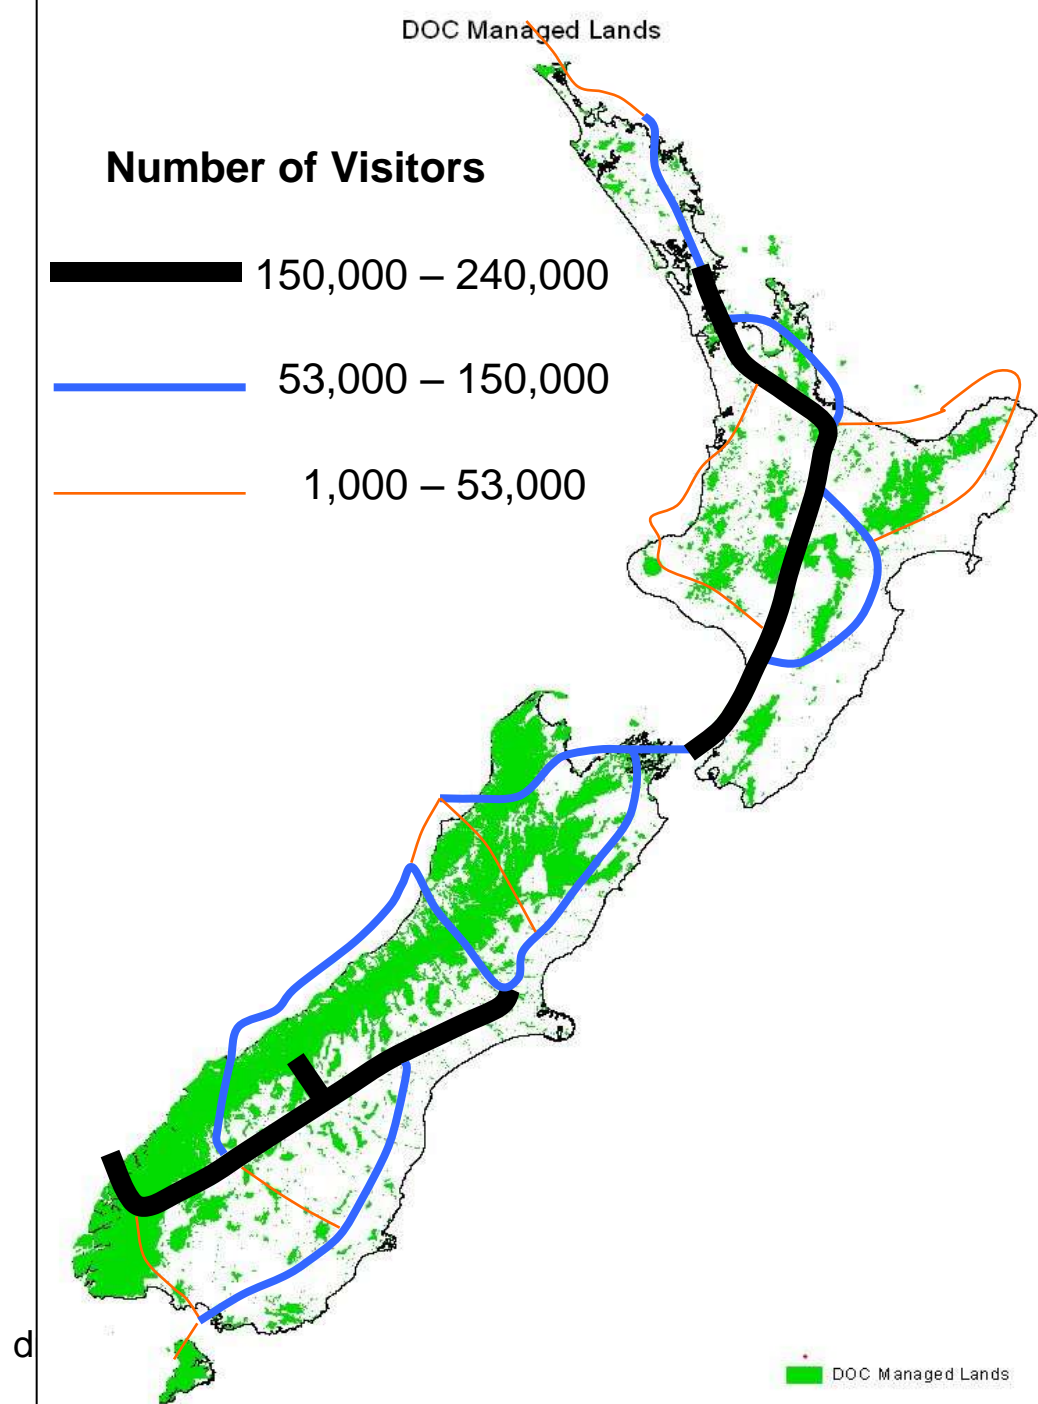 DOC Managed Lands
Number of Visitors
150,000 – 240,000
53,000 – 150,000
1,000 – 53,000
d
DOC Managed Lands